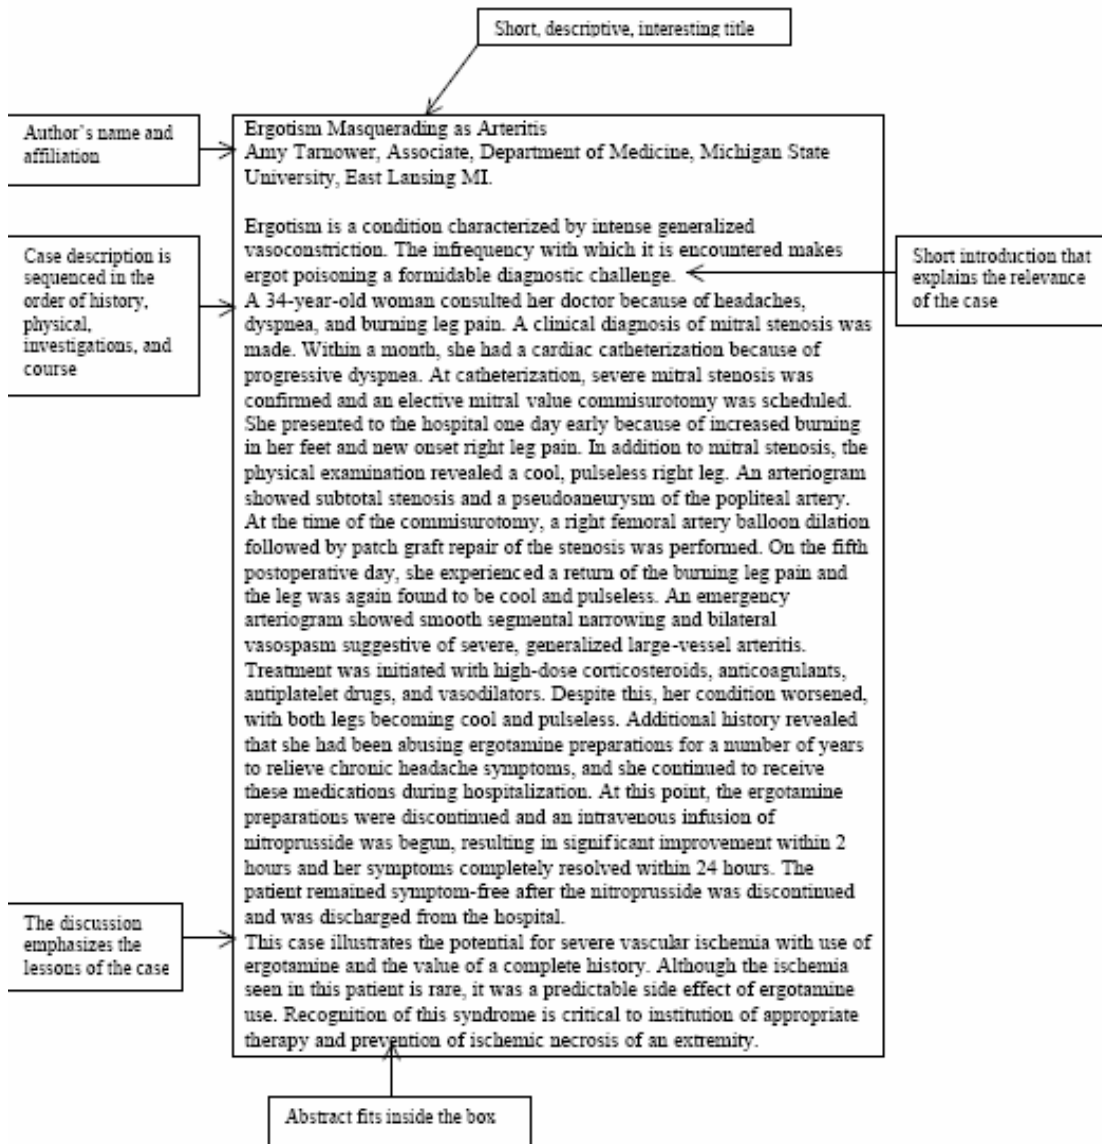 Short, descriptive, interesting title
Author's name and
affiliation
Ergotism Masquerading as Arteritis
Amy Tarnower, Associate, Department of Medicine, Michigan State
University, East Lansing MI.
Ergotism is a condition characterized by intense generalized
vasoconstriction. The infrequency with which it is encountered makes
ergot poisoning a formidable diagnostic challenge.
Short introduction that
explains the relevance
of the case
Case description is
sequenced in the
order of history,
physical,
investigations, and
course
A 34-year-old woman consulted her doctor because of headaches,
dyspnea, and burning leg pain. A clinical diagnosis of mitral stenosis was
made. Within a month, she had a cardiac catheterization because of
progressive dyspnea. At catheterization, severe mitral stenosis was
confirmed and an elective mitral value commisurotomy was scheduled.
She presented to the hospital one day early because of increased burning
in her feet and new onset right leg pain. In addition to mitral stenosis, the
physical examination revealed a cool, pulseless right leg. An arteriogram
showed subtotal stenosis and a pseudoaneurysm of the popliteal artery.
At the time of the commisurotomy, a right femoral artery balloon dilation
followed by patch graft repair of the stenosis was performed. On the fifth
postoperative day, she experienced a return of the burning leg pain and
the leg was again found to be cool and pulseless. An emergency
arteriogram showed smooth segmental narrowing and bilateral
vasospasm suggestive of severe, generalized large-vessel arteritis.
Treatment was initiated with high-dose corticosteroids, anticoagulants,
antiplatelet drugs, and vasodilators. Despite this, her condition worsened,
with both legs becoming cool and pulseless. Additional history revealed
that she had been abusing ergotamine preparations for a number of years
to relieve chronic headache symptoms, and she continued to receive
these medications during hospitalization. At this point, the ergotamine
preparations were discontinued and an intravenous infusion of
nitroprusside was begun, resulting in significant improvement within 2
hours and her symptoms completely resolved within 24 hours. The
patient remained symptom-free after the nitroprusside was discontinued
and was discharged from the hospital.
The discussion
emphasizes the
lessons of the case
This case illustrates the potential for severe vascular ischemia with use of
ergotamine and the value of a complete history. Although the ischemia
seen in this patient is rare, it was a predictable side effect of ergotamine
use. Recognition of this syndrome is critical to institution of appropriate
therapy and prevention of ischemic necrosis of an extremity.
Abstract fits inside the box